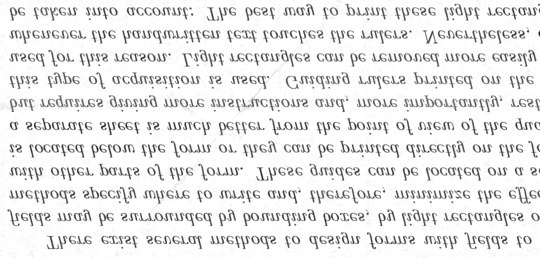 There exist several methods to design forms with fields to
fields may be surrounded by bounding boxes, by light rectangles o
methods specify where to write and, therefore, minimize the effe
with other parts of the form. These guides can be located on a s
is located below the form or they can be printed directly on the f
a separate sheet is much better from the point of view of the qua
but requires giving more instructions and, more importantly, rest
this type of acquisition is used. Guiding rulers printed on the
used for this reason. Light rectangles can be removed more easily
whenever the handwritten text touches the rulers. Nevertheless,
be taken into account: The best way to print these light rectang